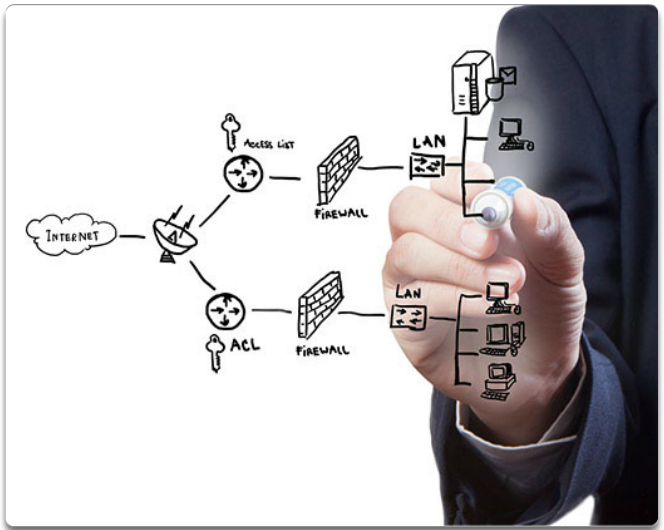 ACCESS LIST
LAN
FIREWALL
INTERNET
LAN
ACL
FIREWALL